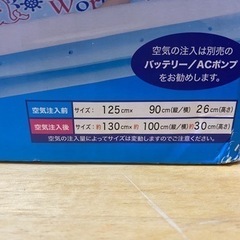 Wor
空気の注入は別売の
バッテリー／ACポンプ
をお勧めします。
空気注入前 サイズ：125cm× 90cm(縦／横) 26cm(高さ)
空気注入後 サイズ：約130cm×約100cm(縦／横)約30cm(高さ)
空気の注入量によってサイズは変動しますのでご注意ください。